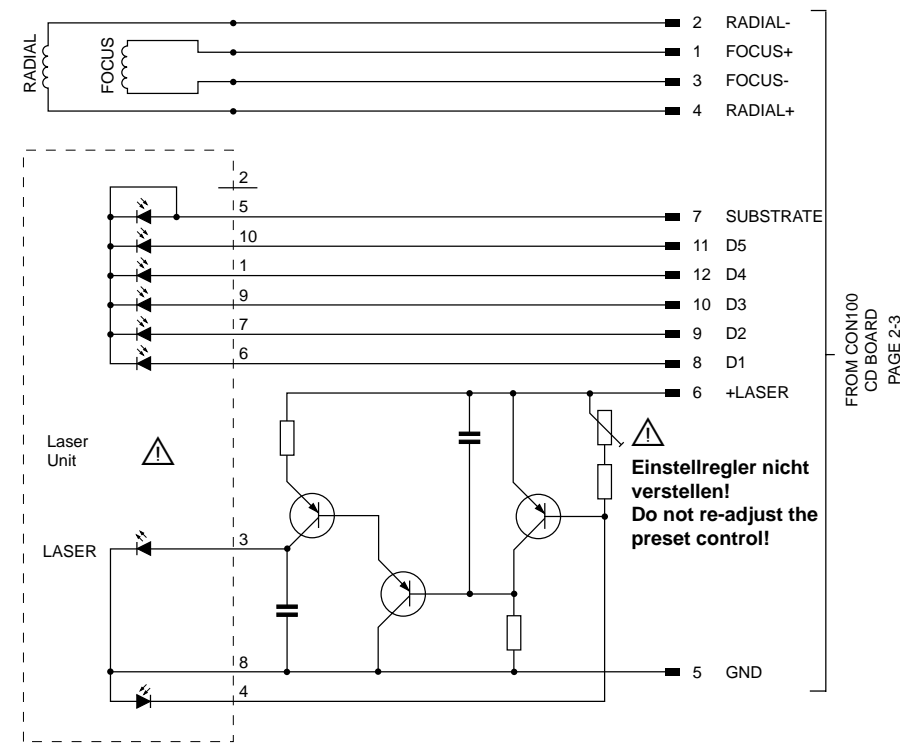 RADIAL
FOCUS
2 RADIAL-
1 FOCUS+
3 FOCUS-
4 RADIAL+
2
5
7 SUBSTRATE
10
11 D5
1
12 D4
9
10 D3
7
9 D2
6
8 D1
6 +LASER
FROM CON100
CD BOARD
PAGE 2-3
Laser
Unit
!
!
Einstellregler nicht
verstellen!
Do not re-adjust the
preset control!
LASER
3
8
5 GND
4